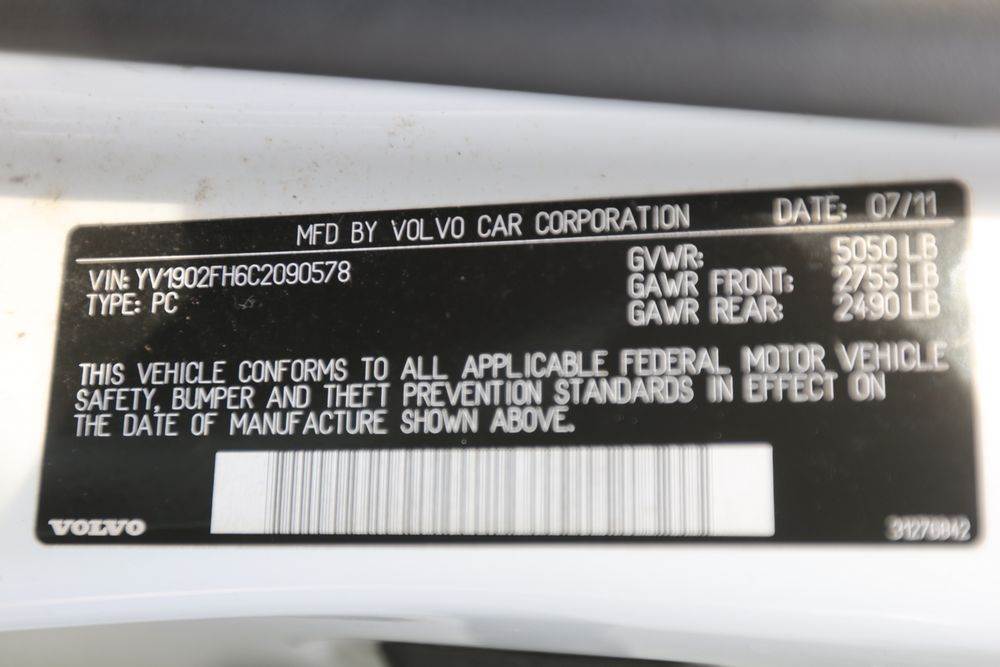 MFD BY VOLVO CAR CORPORATION DATE: 07/11
VIN: YV1902FH6C2090578
TYPE: PC
GVWR: 5050 LB
GAWR FRONT: 2755 LB
GAWR REAR: 2490 LB
THIS VEHICLE CONFORMS TO ALL APPLICABLE FEDERAL MOTOR VEHICLE
SAFETY, BUMPER AND THEFT PREVENTION STANDARDS IN EFFECT ON
THE DATE OF MANUFACTURE SHOWN ABOVE.
VOLVO